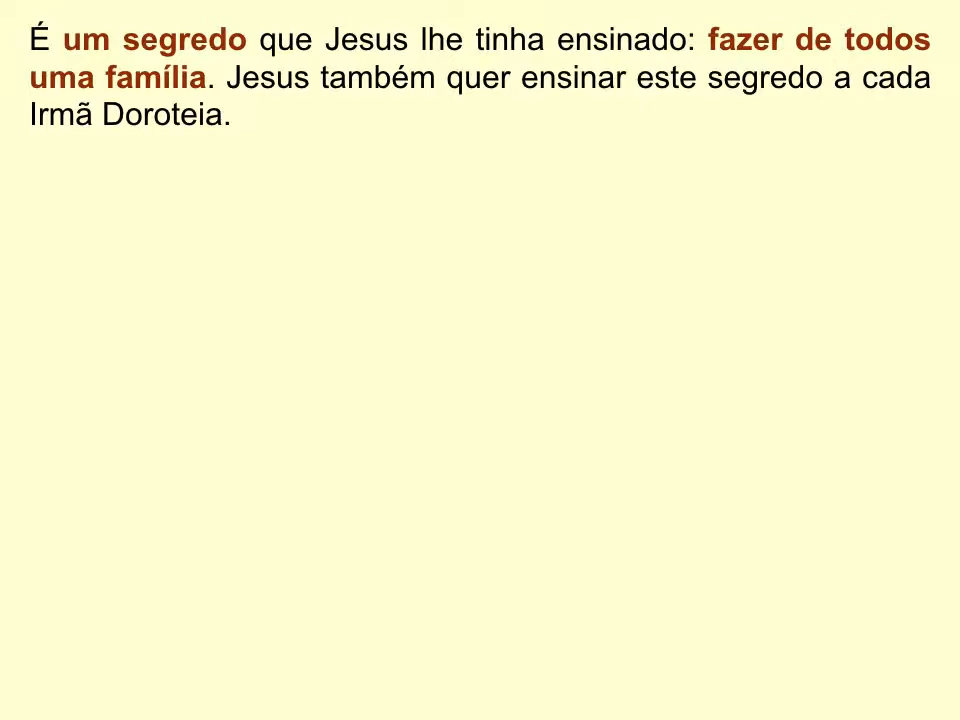 É um segredo que Jesus lhe tinha ensinado: fazer de todos
uma família. Jesus também quer ensinar este segredo a cada
Irmã Doroteia.